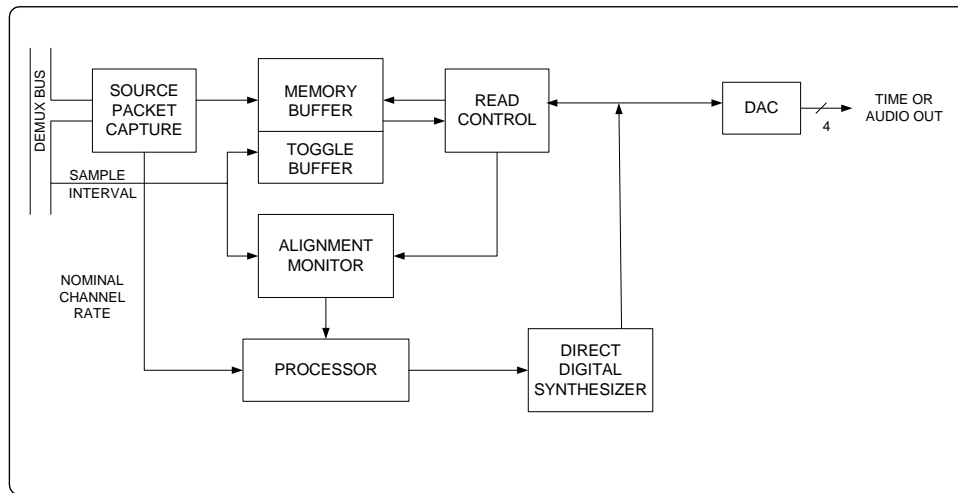 DEMUX BUS
SOURCE
PACKET
CAPTURE
MEMORY
BUFFER
TOGGLE
BUFFER
READ
CONTROL
DAC
4
TIME OR
AUDIO OUT
SAMPLE
INTERVAL
ALIGNMENT
MONITOR
NOMINAL
CHANNEL
RATE
PROCESSOR
DIRECT
DIGITAL
SYNTHESIZER